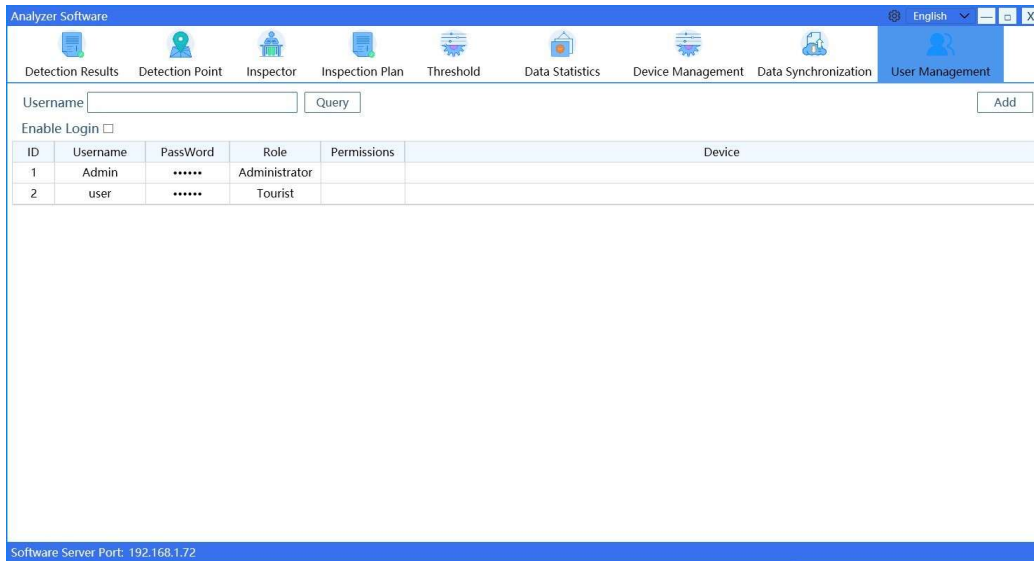 Analyzer Software English
Detection Results Detection Point Inspector Inspection Plan Threshold Data Statistics Device Management Data Synchronization User Management
Username Query Add
Enable Login
ID Username PassWord Role Permissions Device
1 Admin •••••• Administrator
2 user •••••• Tourist
Software Server Port: 192.168.1.72